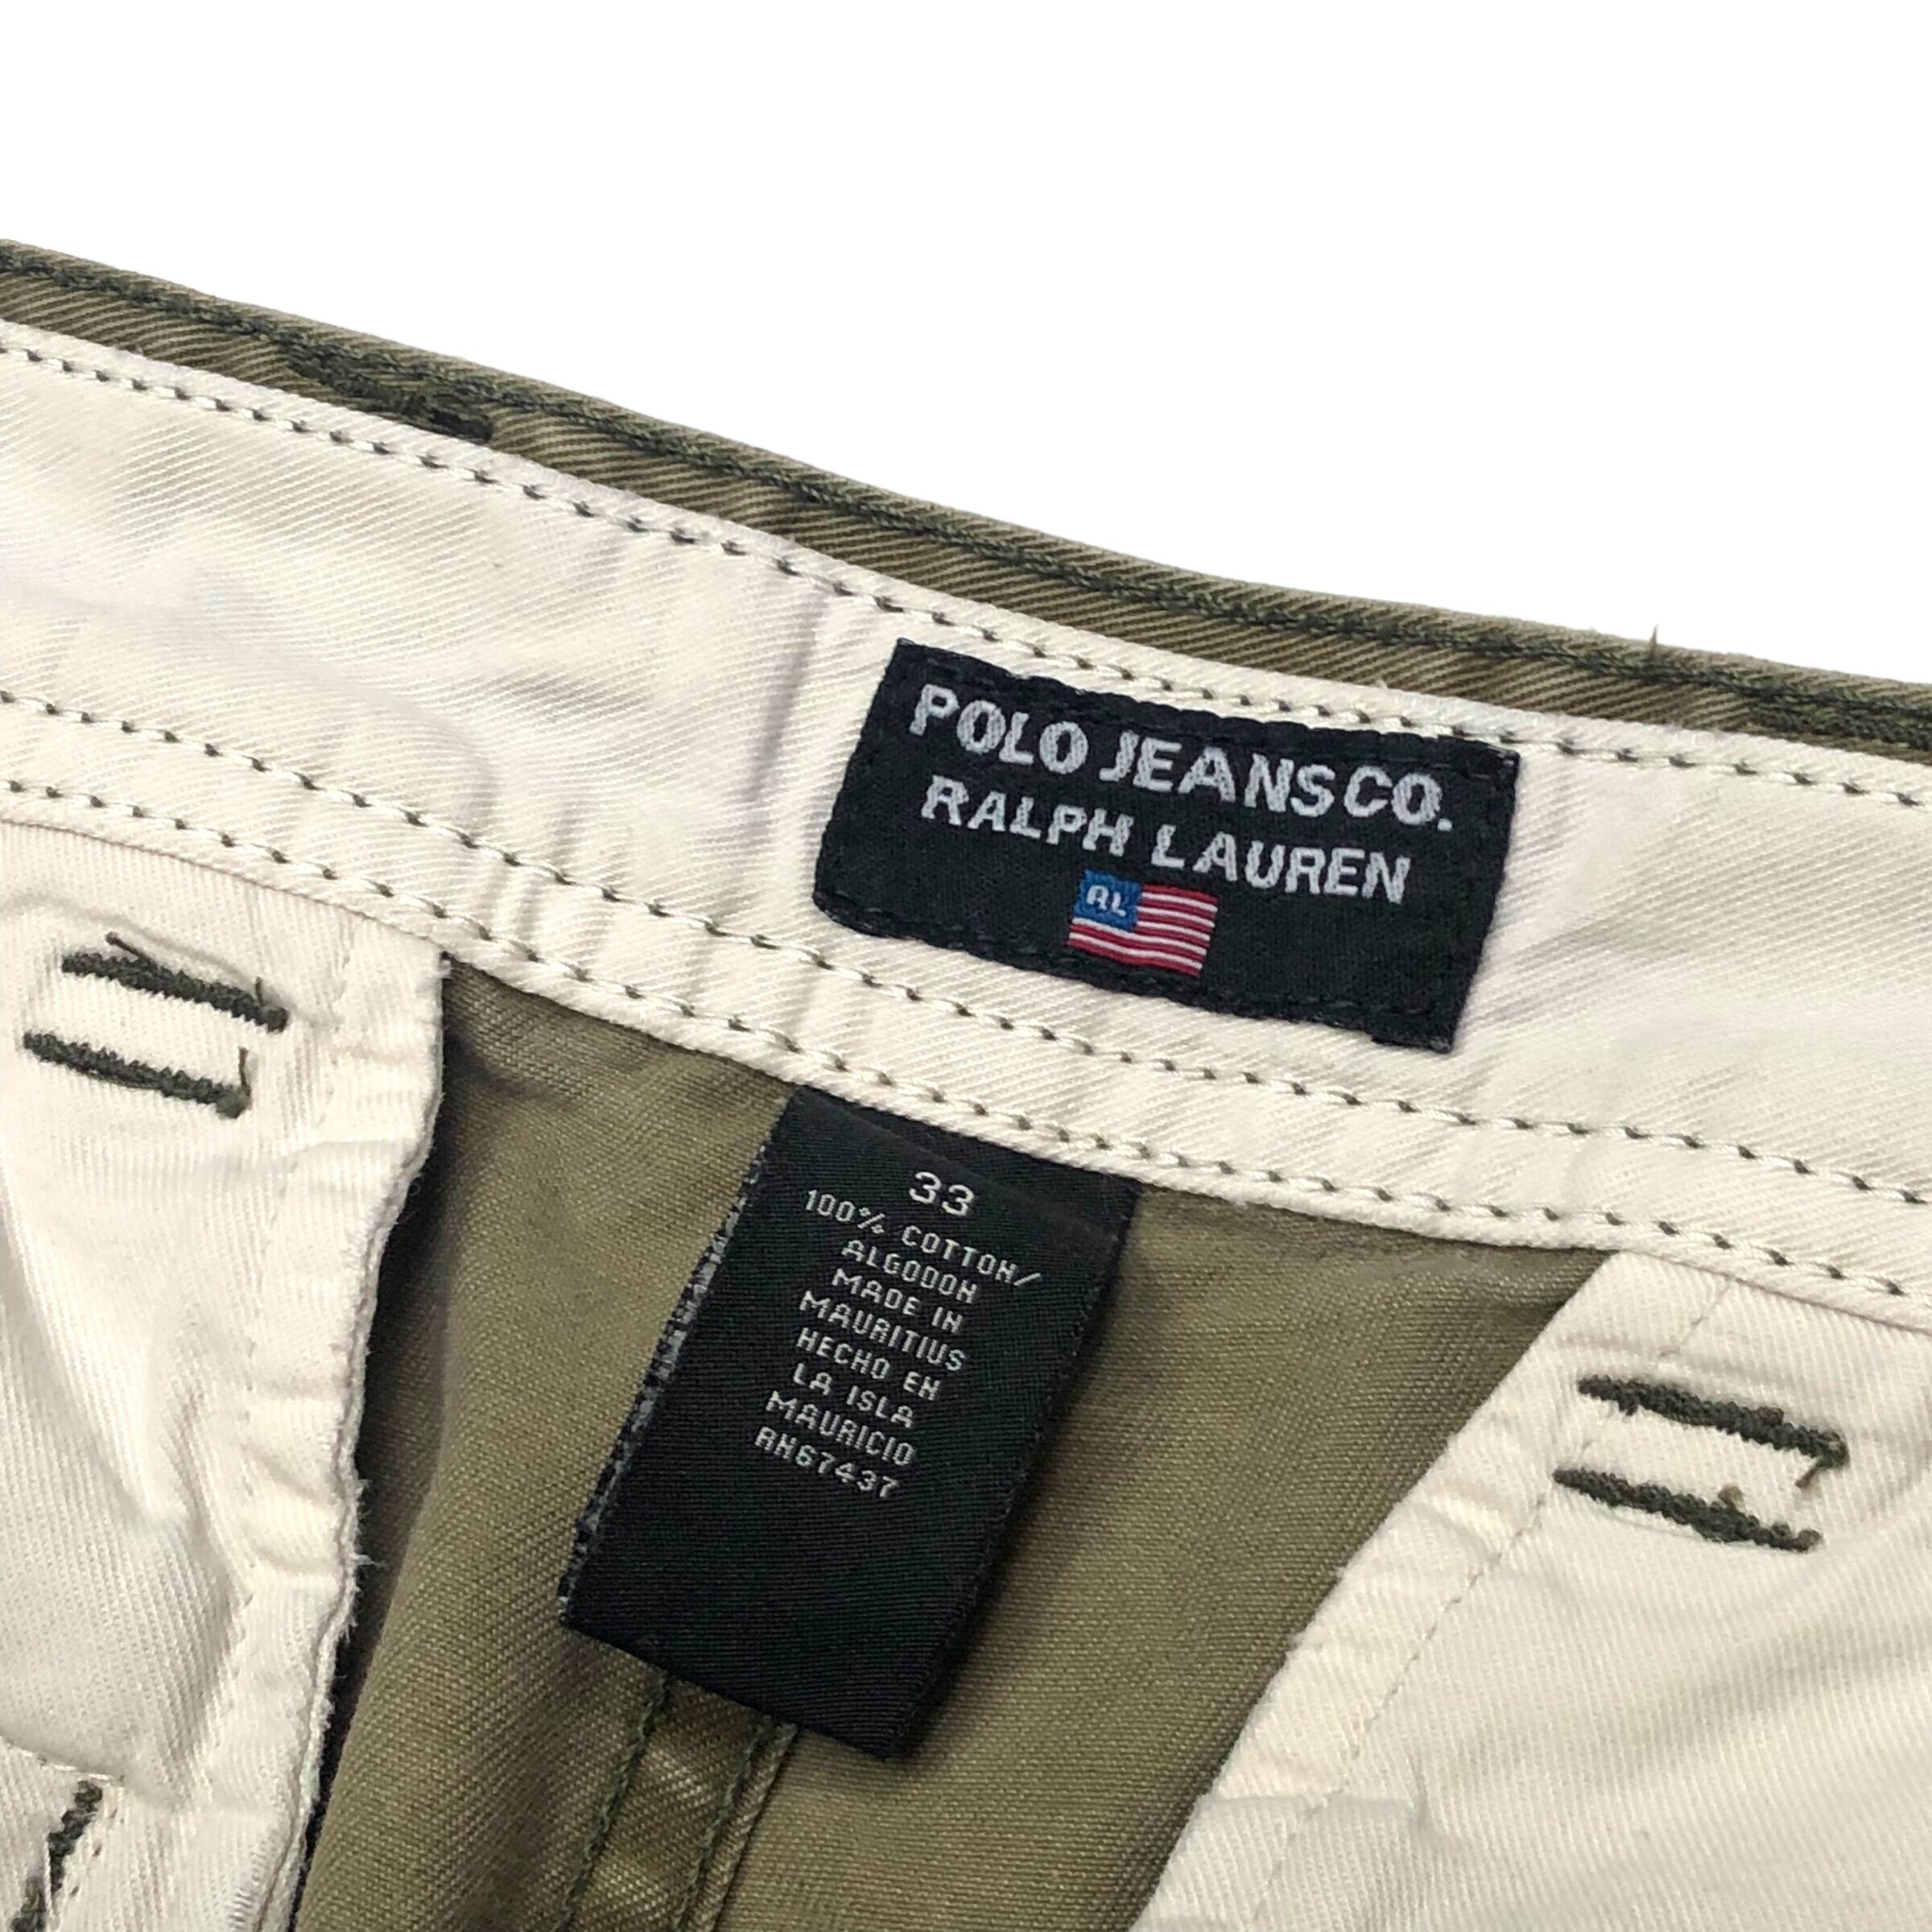 POLO JEANS CO.
RALPH LAUREN
RL
33
100% COTTON/
ALGODON
MADE IN
MAURITIUS
HECHO EN
LA ISLA
MAURICIO
RN67437